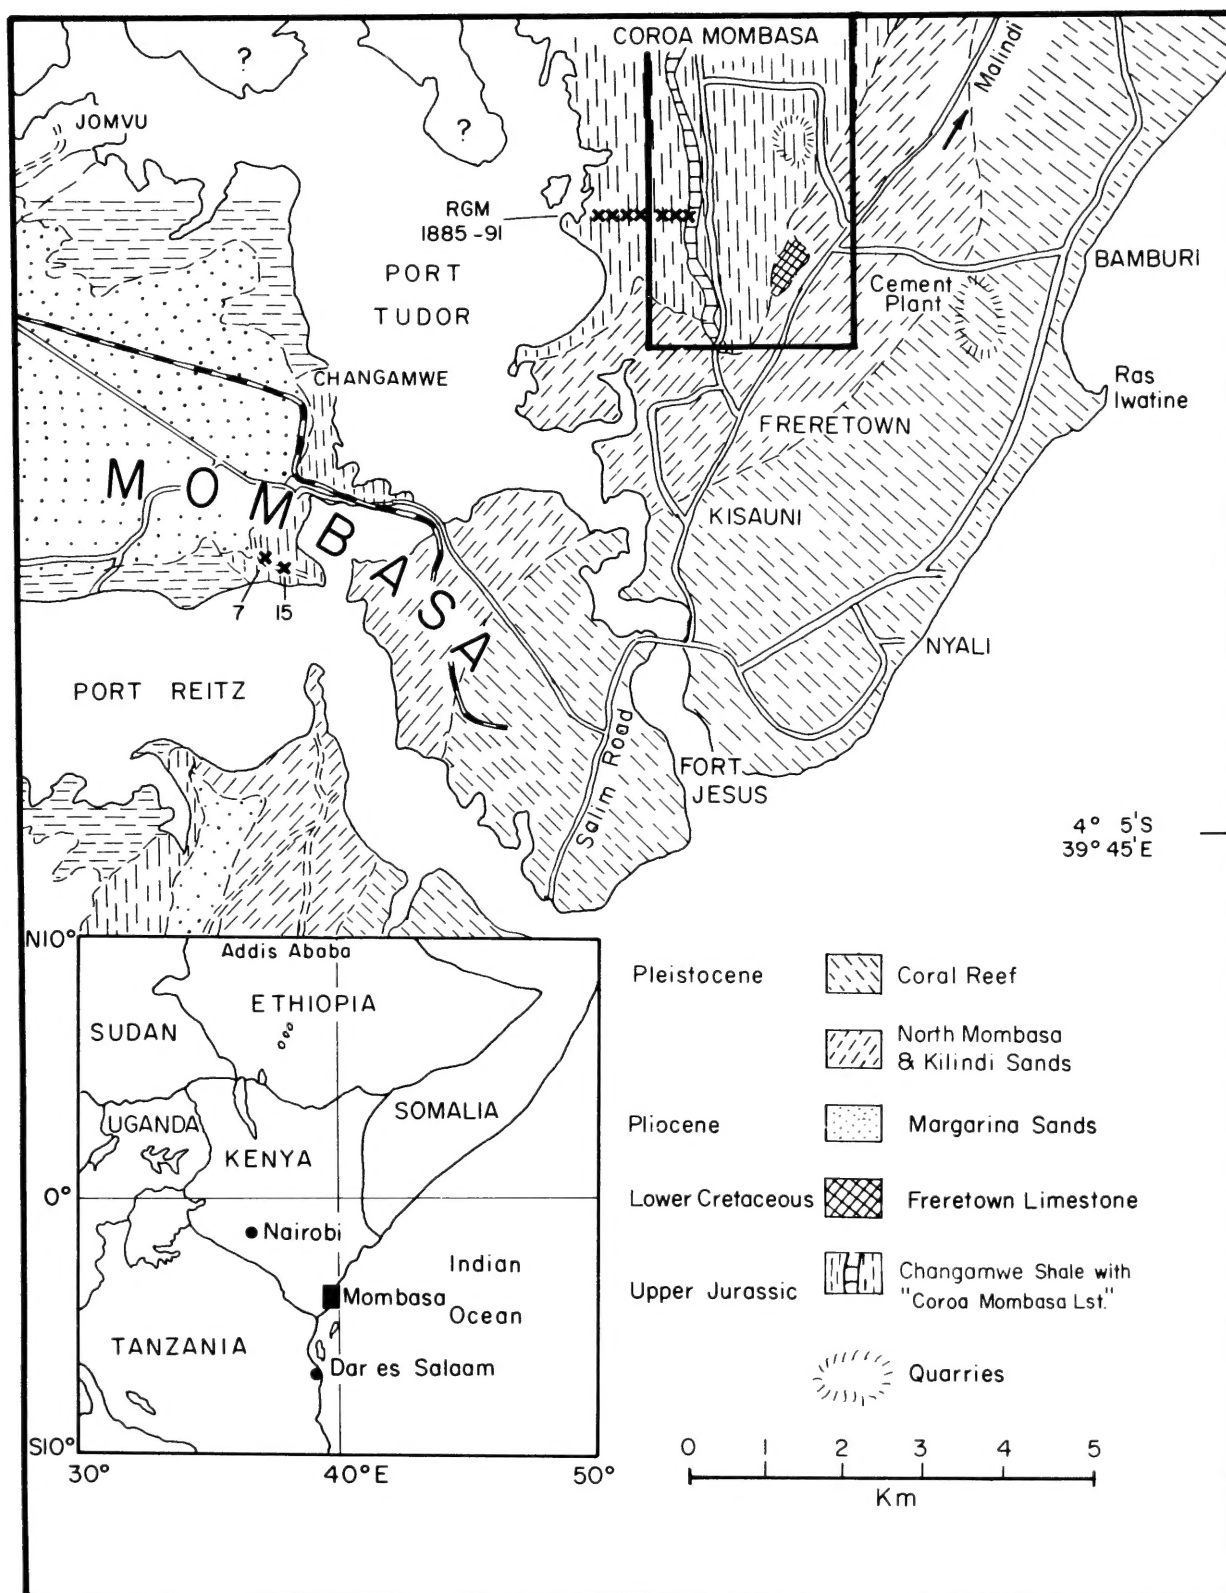 COROA MOMBASA
?
?
JOMVU
Malindi
RGM
1885-91
PORT
TUDOR
BAMBURI
Cement
Plant
CHANGAMWE
Ras
Iwatine
FRERETOWN
MOMBASA
KISAUNI
7
15
NYALI
PORT REITZ
Salim Road
FORT
JESUS
4° 5'S
39° 45'E
N10°
Addis Ababa
ETHIOPIA
SUDAN
SOMALIA
UGANDA
KENYA
0°
Nairobi
Indian
Ocean
Mombasa
TANZANIA
Dar es Salaam
S10°
30°
40°E
50°
Pleistocene
Coral Reef
North Mombasa
& Kilindi Sands
Pliocene
Margarina Sands
Lower Cretaceous
Freretown Limestone
Upper Jurassic
Changamwe Shale with
"Coroa Mombasa Lst."
Quarries
0 1 2 3 4 5
Km